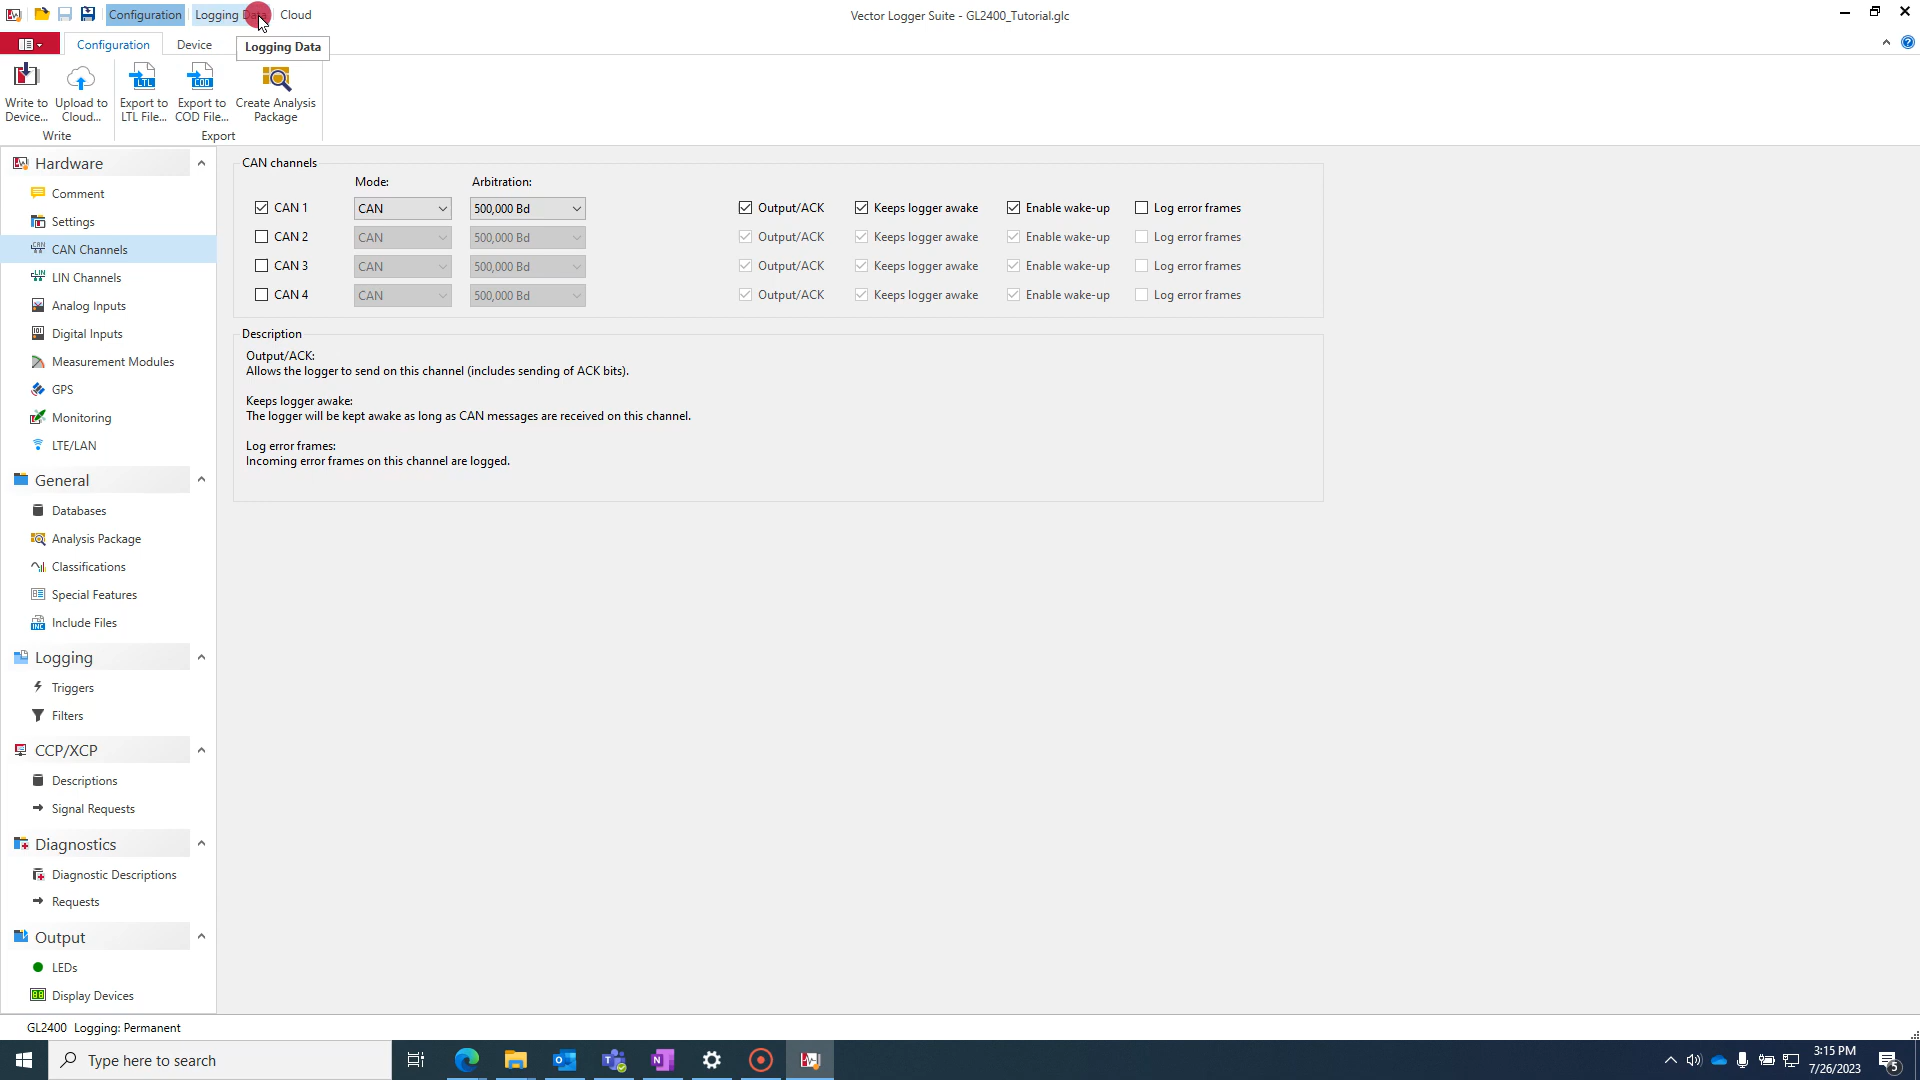 Configuration Logging Cloud
Vector Logger Suite - GL2400_Tutorial.glc
Configuration Device
Logging Data
Write to Device...
Upload to Cloud...
Export to LTL File...
Export to COD File...
Create Analysis Package
Write
Export
Hardware
Comment
Settings
CAN Channels
LIN Channels
Analog Inputs
Digital Inputs
Measurement Modules
GPS
Monitoring
LTE/LAN
General
Databases
Analysis Package
Classifications
Special Features
Include Files
Logging
Triggers
Filters
CCP/XCP
Descriptions
Signal Requests
Diagnostics
Diagnostic Descriptions
Requests
Output
LEDs
Display Devices
CAN channels
Mode: Arbitration:
CAN 1 CAN 500,000 Bd Output/ACK Keeps logger awake Enable wake-up Log error frames
CAN 2 CAN 500,000 Bd Output/ACK Keeps logger awake Enable wake-up Log error frames
CAN 3 CAN 500,000 Bd Output/ACK Keeps logger awake Enable wake-up Log error frames
CAN 4 CAN 500,000 Bd Output/ACK Keeps logger awake Enable wake-up Log error frames
Description
Output/ACK:
Allows the logger to send on this channel (includes sending of ACK bits).
Keeps logger awake:
The logger will be kept awake as long as CAN messages are received on this channel.
Log error frames:
Incoming error frames on this channel are logged.
GL2400 Logging: Permanent
Type here to search
3:15 PM
7/26/2023
5